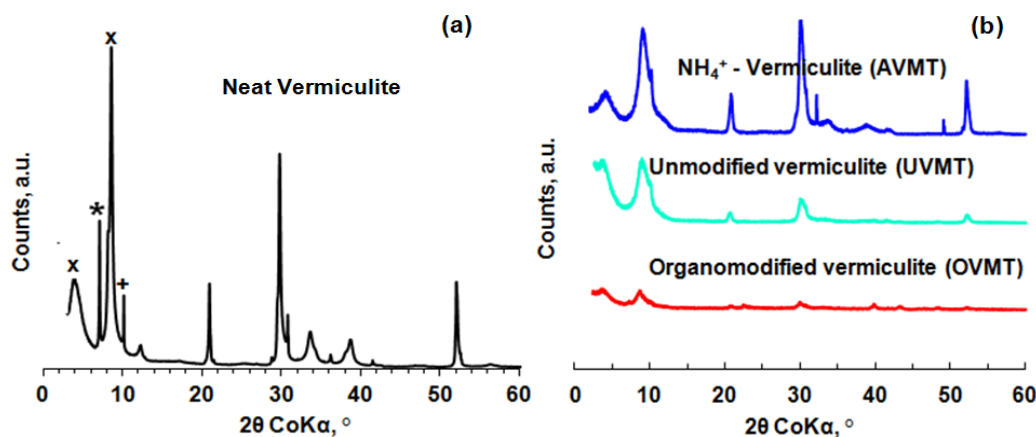 (a)
Neat Vermiculite
x
*
x
+
Counts, a.u.
0 10 20 30 40 50 60
2θ CoKα, °
(b)
NH₄⁺ - Vermiculite (AVMT)
Unmodified vermiculite (UVMT)
Organomodified vermiculite (OVMT)
Counts, a.u.
0 10 20 30 40 50 60
2θ CoKα, °